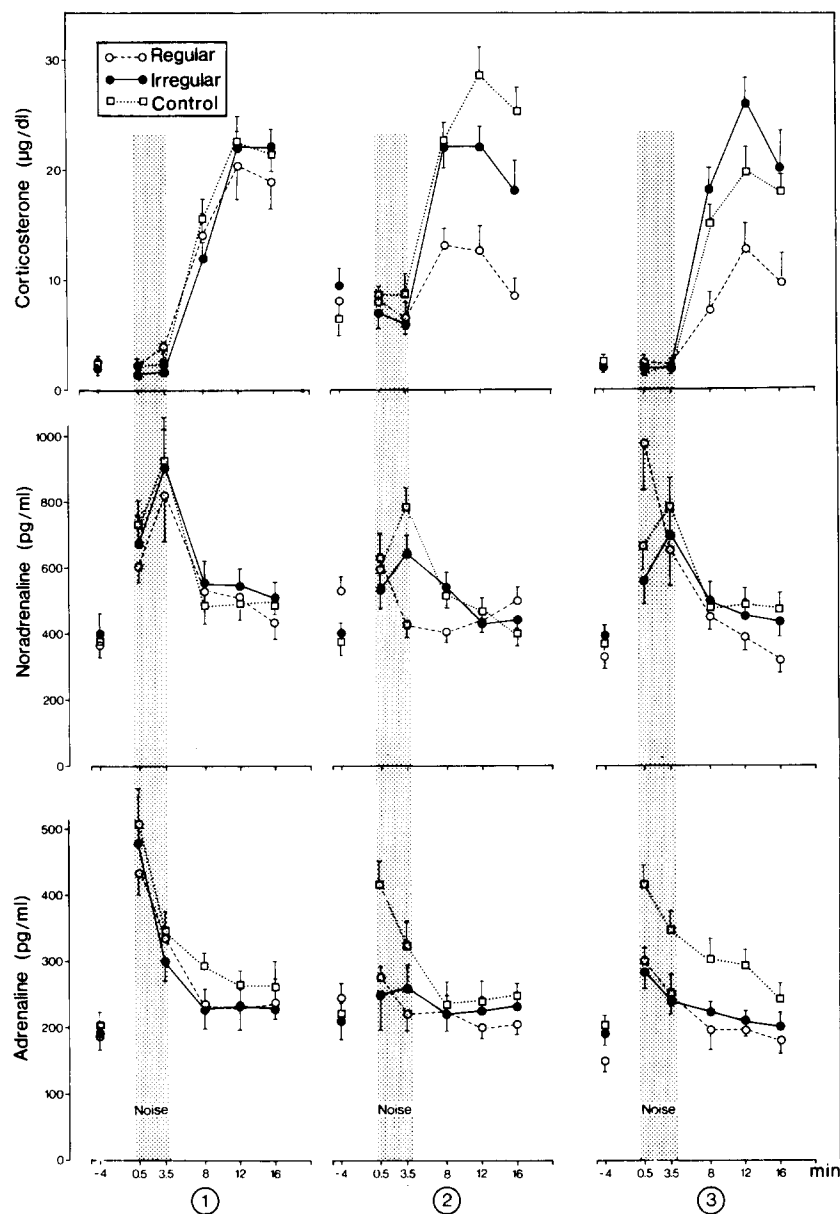 Regular
Irregular
Control
Corticosterone (µg/dl)
30
20
10
0
Noradrenaline (pg/ml)
1000
800
600
400
200
0
Adrenaline (pg/ml)
500
400
300
200
100
0
Noise Noise Noise
-4 0.5 3.5 8 12 16 -4 0.5 3.5 8 12 16 -4 0.5 3.5 8 12 16 min
1 2 3